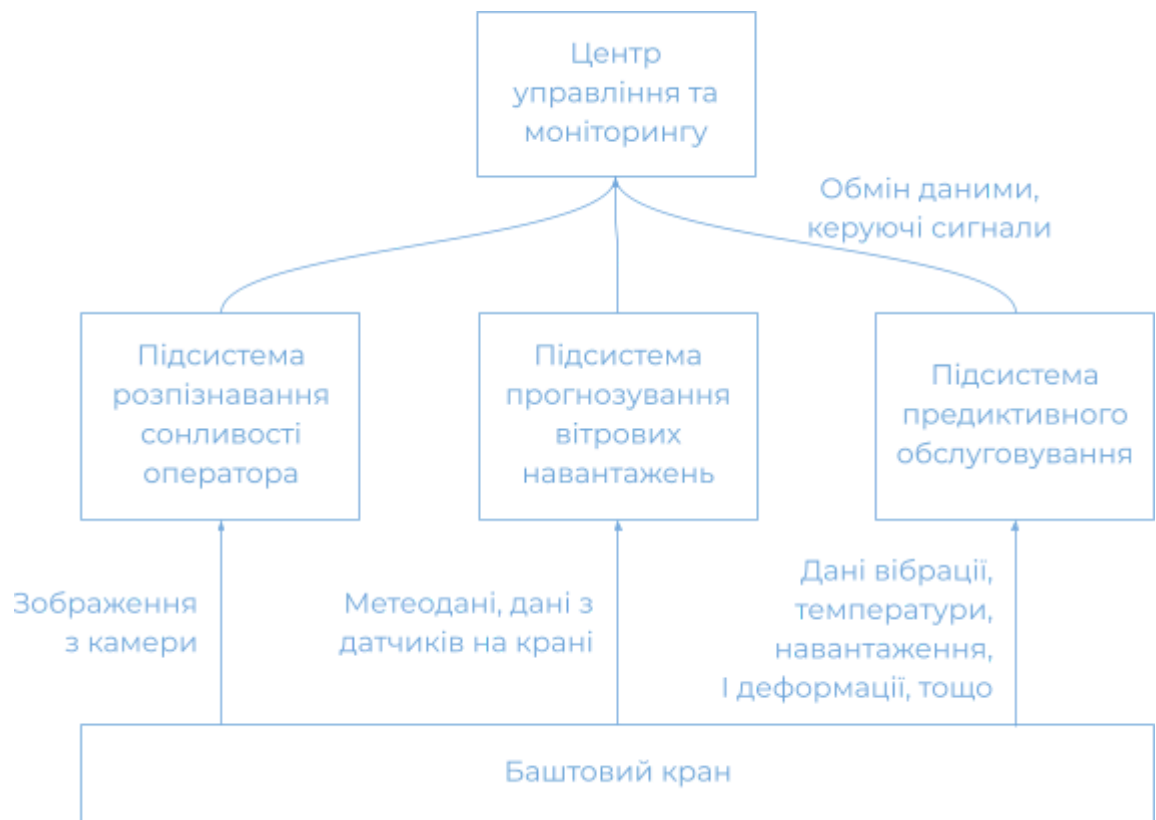 Центр
управління та
моніторингу
Обмін даними,
керуючі сигнали
Підсистема
розпізнавання
сонливості
оператора
Підсистема
прогнозування
вітрових
навантажень
Підсистема
предиктивного
обслуговування
Зображення
з камери
Метеодані, дані з
датчиків на крані
Дані вібрації,
температури,
навантаження,
І деформації, тощо
Баштовий кран